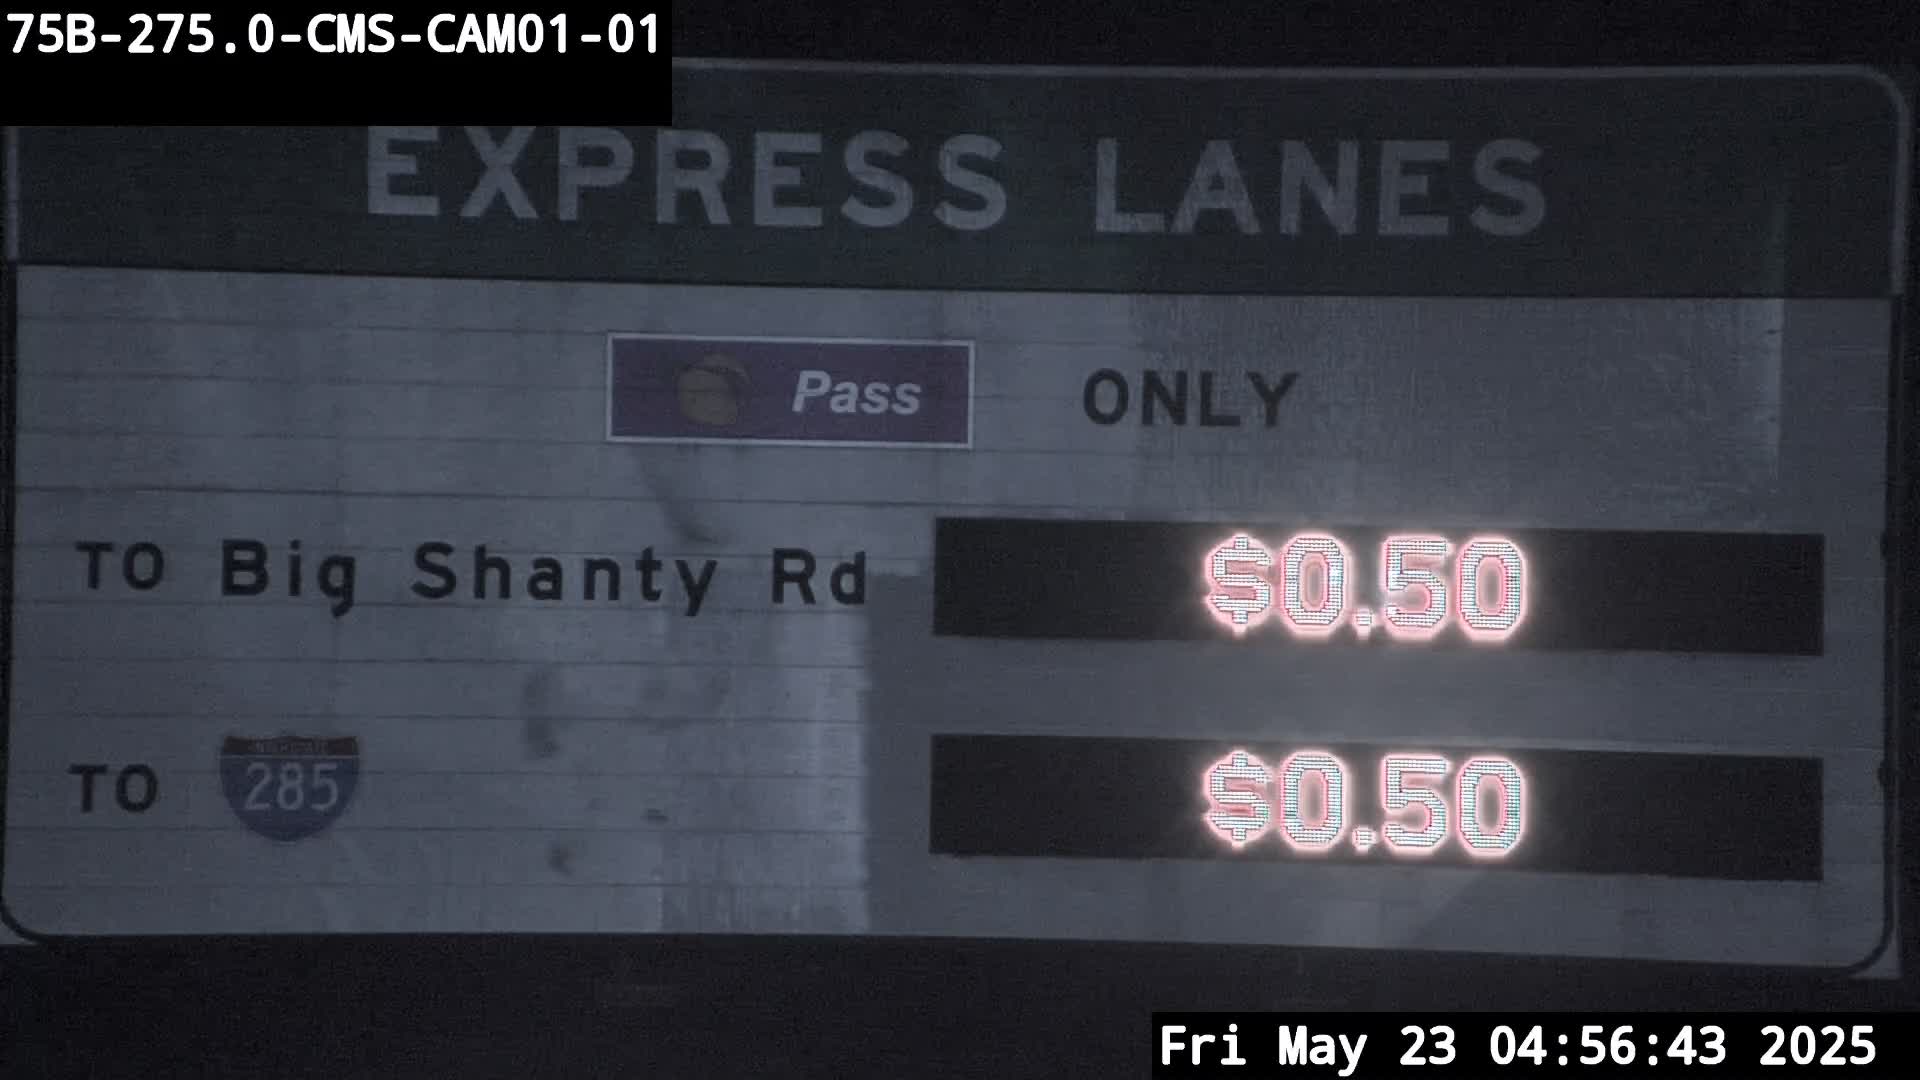 75B-275.0-CMS-CAM01-01
EXPRESS LANES
Pass ONLY
TO Big Shanty Rd $0.50
INTERSTATE
TO 285 $0.50
Fri May 23 04:56:43 2025